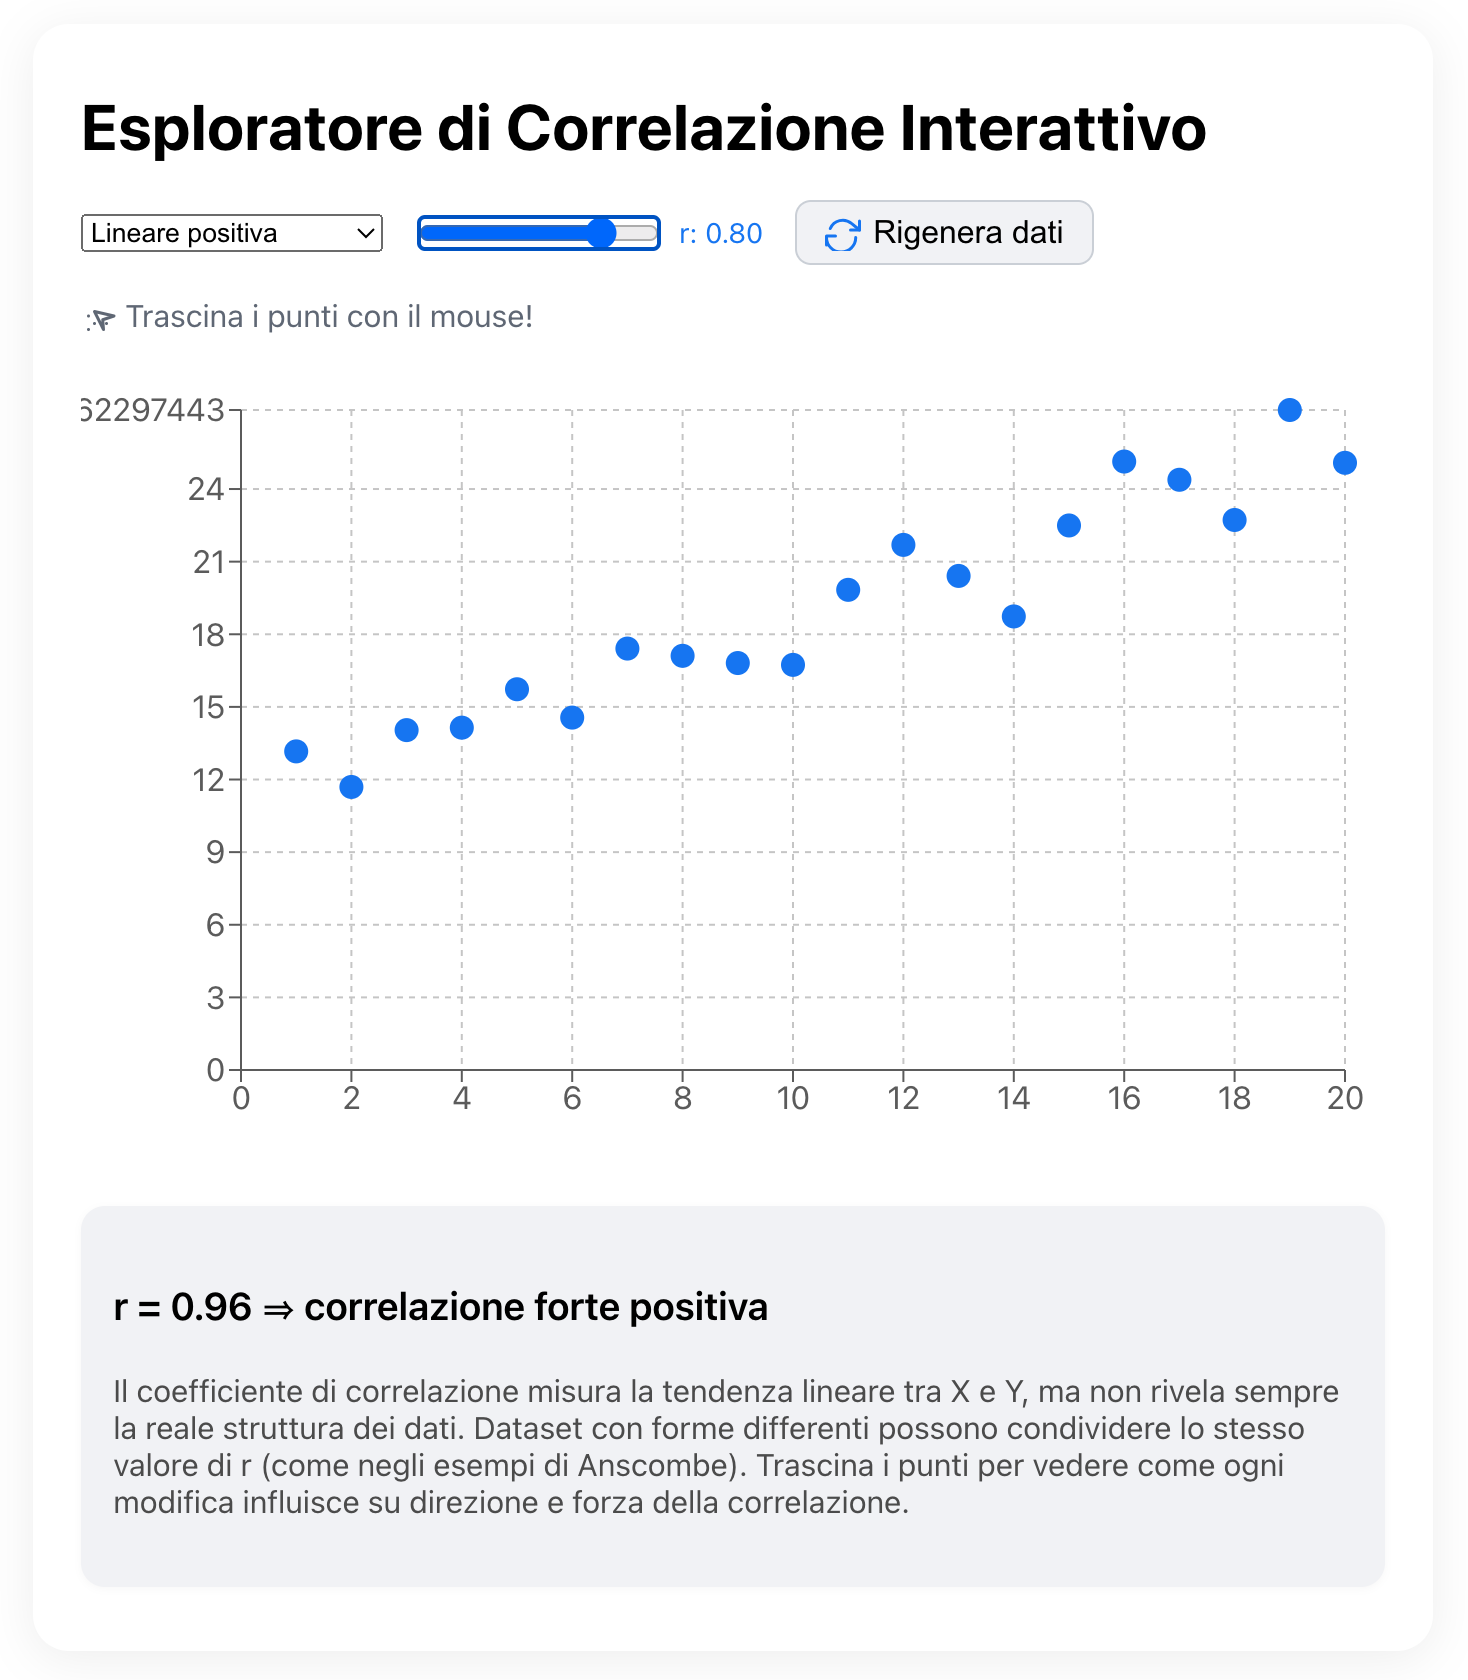 Esploratore di Correlazione Interattivo
Lineare positiva
r: 0.80
Rigenera dati
Trascina i punti con il mouse!
62297443
24
21
18
15
12
9
6
3
0
0 2 4 6 8 10 12 14 16 18 20
r = 0.96 ⇒ correlazione forte positiva
Il coefficiente di correlazione misura la tendenza lineare tra X e Y, ma non rivela sempre
la reale struttura dei dati. Dataset con forme differenti possono condividere lo stesso
valore di r (come negli esempi di Anscombe). Trascina i punti per vedere come ogni
modifica influisce su direzione e forza della correlazione.